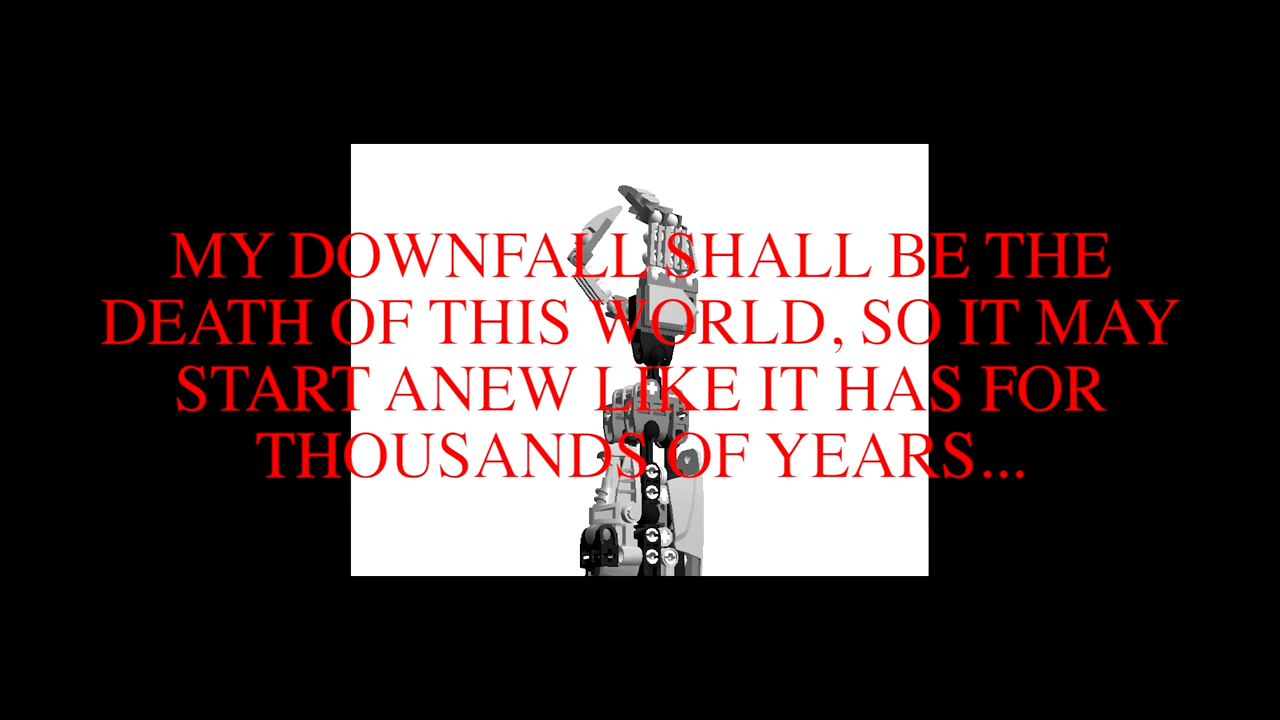 MY DOWNFALL SHALL BE THE
DEATH OF THIS WORLD, SO IT MAY
START ANEW LIKE IT HAS FOR
THOUSANDS OF YEARS...